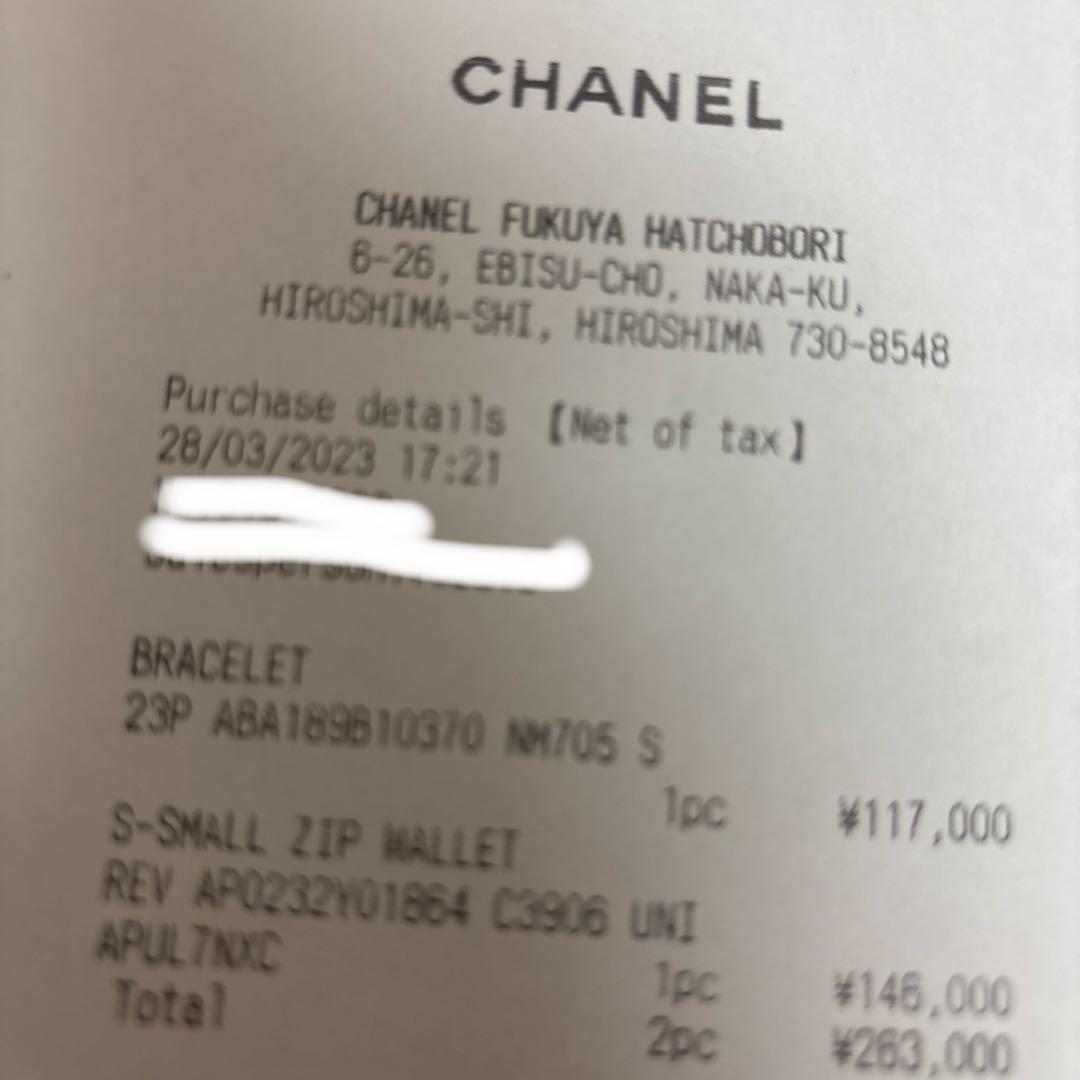 CHANEL
CHANEL FUKUYA HATCHOBORI
6-26, EBISU-CHO, NAKA-KU,
HIROSHIMA-SHI, HIROSHIMA 730-8548
Purchase details 【Net of tax】
28/03/2023 17:21
BRACELET
23P ABA189B10370 NM705 S
1pc ¥117,000
S-SMALL ZIP WALLET
REV AP0232Y01864 C3906 UNI
APUL7NXC
1pc ¥146,000
Total 2pc ¥263,000